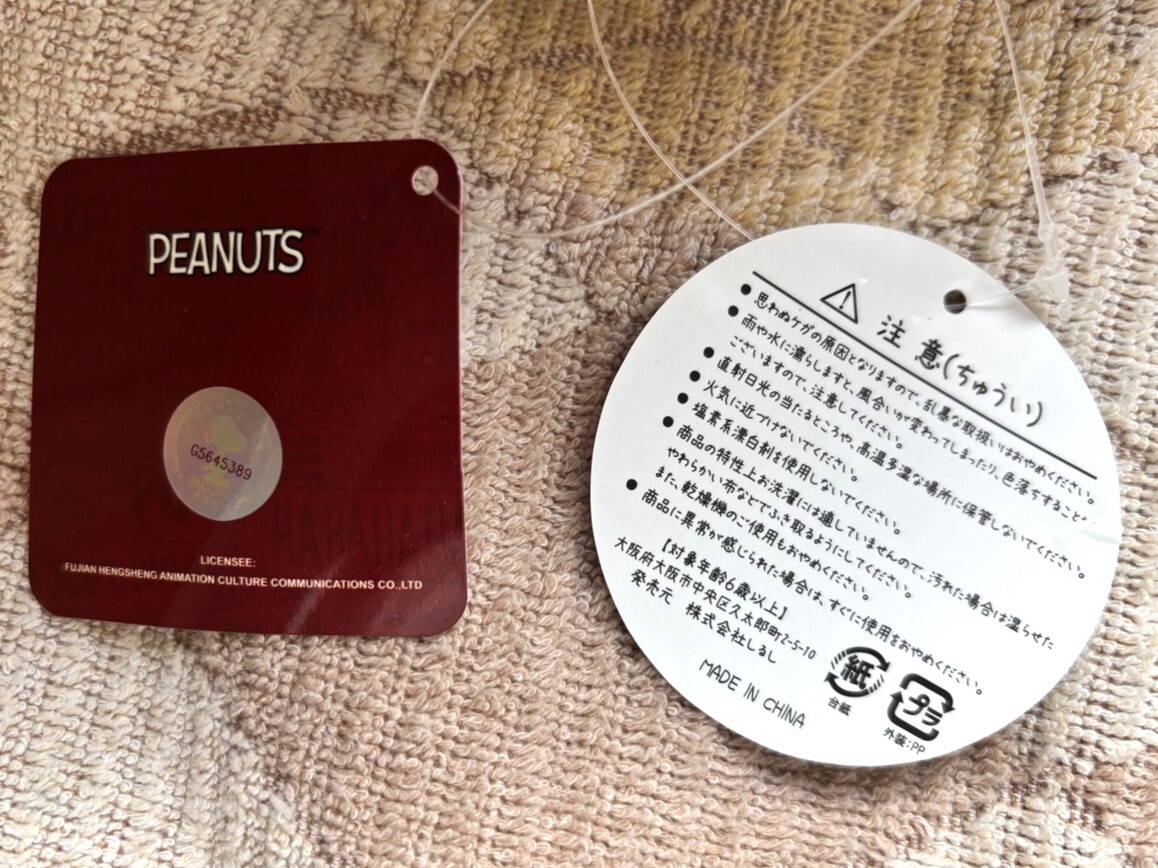 PEANUTS
G5645389
LICENSEE:
FUJIAN HENGSHENG ANIMATION CULTURE COMMUNICATIONS CO.,LTD
注意(ちゅうい)
●思わぬケガの原因となりますので、乱暴な取扱いはおやめください。
●雨や水に濡らしますと、風合いが変わってしまったり、色落ちすること
ございますので、注意してください。
●直射日光の当たるところや、高温多湿な場所に保管しないでください。
●火気に近づけないでください。
●塩素系漂白剤を使用しないでください。
●商品の特性上お洗濯には適していませんので、汚れた場合は湿らせた
やわらかい布などでふき取るようにしてください。
また、乾燥機のご使用もおやめください。
●商品に異常が感じられた場合は、すぐに使用をおやめください。
【対象年齢6歳以上】
大阪府大阪市中央区久太郎町2-5-10
発売元 株式会社しるし
MADE IN CHINA
紙
台紙
プラ
外装:PP